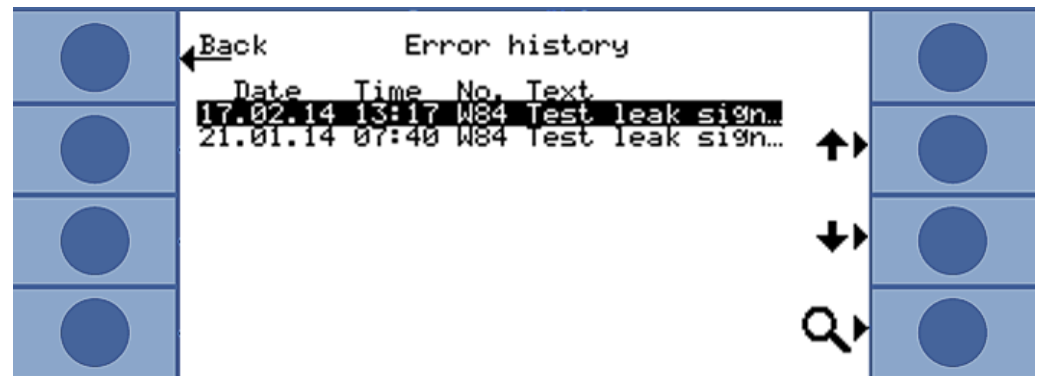 Back Error history
Date Time No. Text
17.02.14 13:17 W84 Test leak sign…
21.01.14 07:40 W84 Test leak sign…